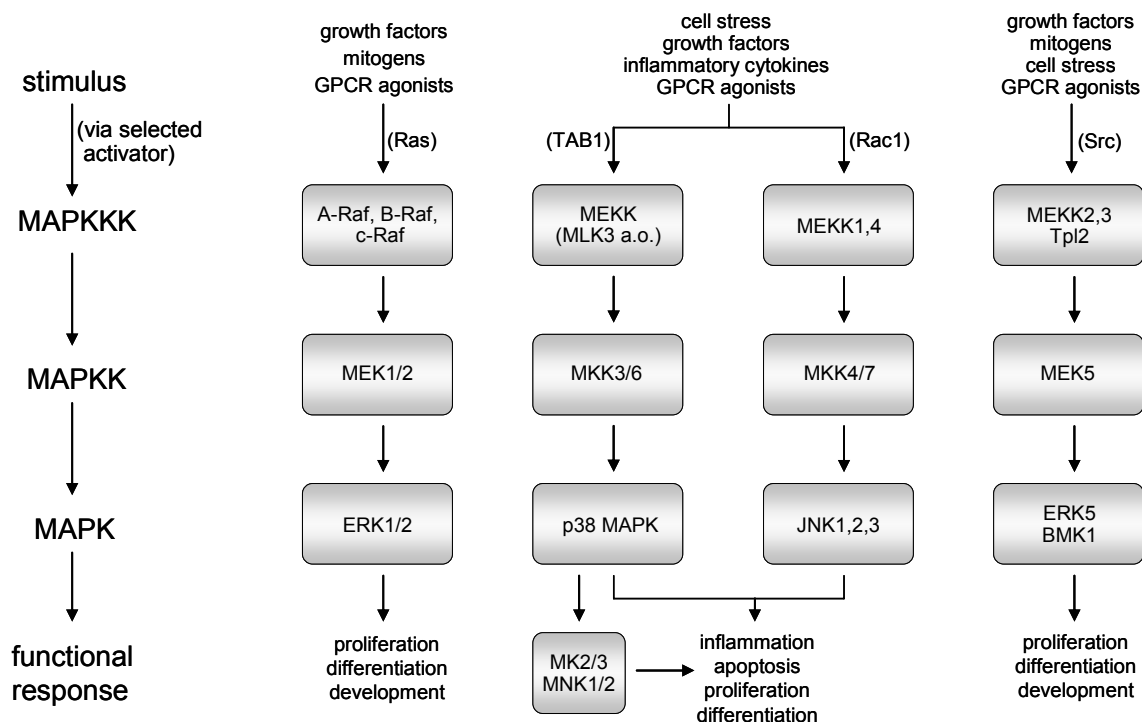 stimulus
(via selected
activator)
MAPKKK
MAPKK
MAPK
functional
response
growth factors
mitogens
GPCR agonists
(Ras)
A-Raf, B-Raf,
c-Raf
MEK1/2
ERK1/2
proliferation
differentiation
development
cell stress
growth factors
inflammatory cytokines
GPCR agonists
(TAB1)
(Rac1)
MEKK
(MLK3 a.o.)
MKK3/6
p38 MAPK
MK2/3
MNK1/2
MEKK1,4
MKK4/7
JNK1,2,3
inflammation
apoptosis
proliferation
differentiation
growth factors
mitogens
cell stress
GPCR agonists
(Src)
MEKK2,3
Tpl2
MEK5
ERK5
BMK1
proliferation
differentiation
development